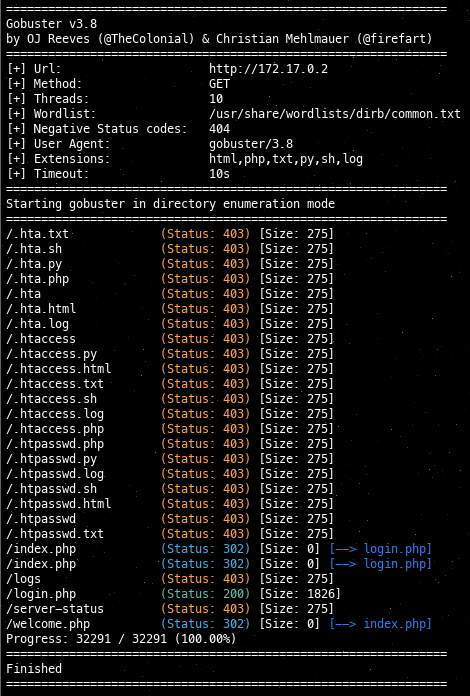 ===============================================================
Gobuster v3.8
by OJ Reeves (@TheColonial) & Christian Mehlmauer (@firefart)
===============================================================
[+] Url:                     http://172.17.0.2
[+] Method:                  GET
[+] Threads:                 10
[+] Wordlist:                /usr/share/wordlists/dirb/common.txt
[+] Negative Status codes:   404
[+] User Agent:              gobuster/3.8
[+] Extensions:              html,php,txt,py,sh,log
[+] Timeout:                 10s
===============================================================
Starting gobuster in directory enumeration mode
===============================================================
/.hta.txt             (Status: 403) [Size: 275]
/.hta.sh              (Status: 403) [Size: 275]
/.hta.py              (Status: 403) [Size: 275]
/.hta.php             (Status: 403) [Size: 275]
/.hta                 (Status: 403) [Size: 275]
/.hta.html            (Status: 403) [Size: 275]
/.hta.log             (Status: 403) [Size: 275]
/.htaccess            (Status: 403) [Size: 275]
/.htaccess.py         (Status: 403) [Size: 275]
/.htaccess.html       (Status: 403) [Size: 275]
/.htaccess.txt        (Status: 403) [Size: 275]
/.htaccess.sh         (Status: 403) [Size: 275]
/.htaccess.log        (Status: 403) [Size: 275]
/.htaccess.php        (Status: 403) [Size: 275]
/.htpasswd.php        (Status: 403) [Size: 275]
/.htpasswd.py         (Status: 403) [Size: 275]
/.htpasswd.log        (Status: 403) [Size: 275]
/.htpasswd.sh         (Status: 403) [Size: 275]
/.htpasswd.html       (Status: 403) [Size: 275]
/.htpasswd            (Status: 403) [Size: 275]
/.htpasswd.txt        (Status: 403) [Size: 275]
/index.php            (Status: 302) [Size: 0] [--> login.php]
/index.php            (Status: 302) [Size: 0] [--> login.php]
/logs                 (Status: 403) [Size: 275]
/login.php            (Status: 200) [Size: 1826]
/server-status        (Status: 403) [Size: 275]
/welcome.php          (Status: 302) [Size: 0] [--> index.php]
Progress: 32291 / 32291 (100.00%)
===============================================================
Finished
===============================================================